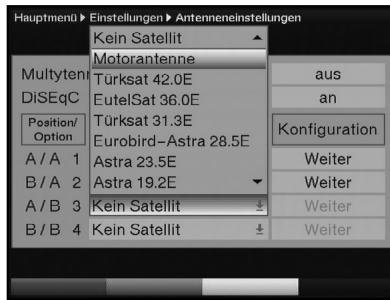 Hauptmenü ▶ Einstellungen ▶ Antenneneinstellungen
Kein Satellit
Motorantenne
Multyten
aus
Türksat 42.0E
DiSEqC
an
EutelSat 36.0E
Position/
Option
Türksat 31.3E
Konfiguration
Eurobird-Astra 28.5E
A/A 1
Astra 23.5E
Weiter
B/A 2
Astra 19.2E
Weiter
A/B 3
Kein Satellit
Weiter
B/B 4
Kein Satellit
Weiter